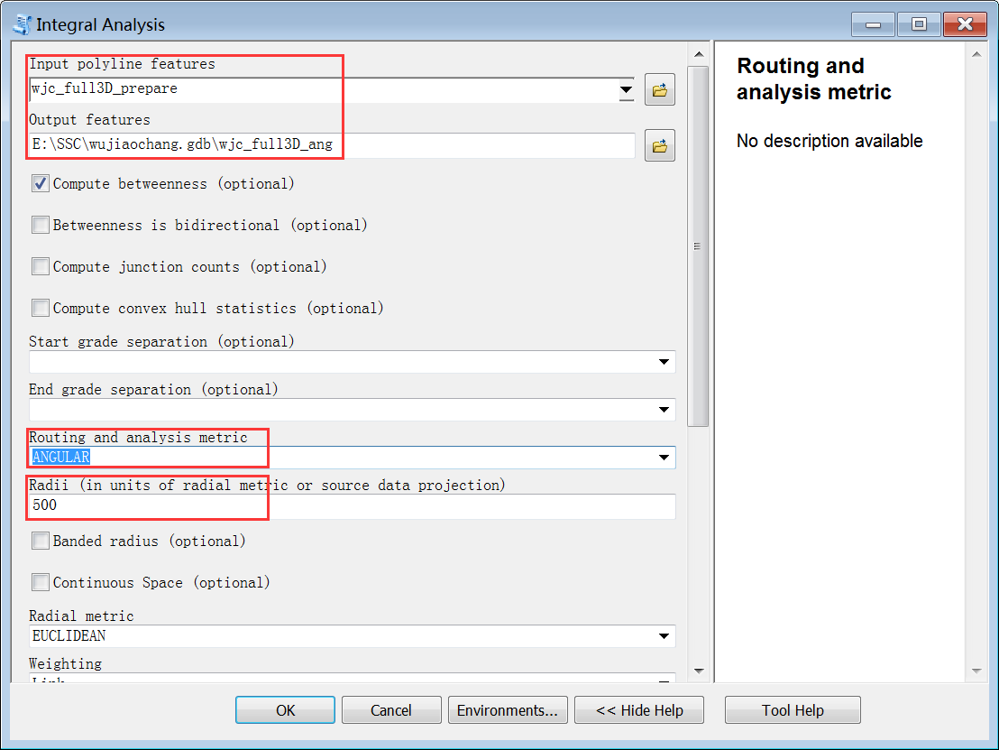 Integral Analysis
Input polyline features
wjc_full3D_prepare
Output features
E:\SSC\wujiaochang.gdb\wjc_full3D_ang
Compute betweenness (optional)
Betweenness is bidirectional (optional)
Compute junction counts (optional)
Compute convex hull statistics (optional)
Start grade separation (optional)
End grade separation (optional)
Routing and analysis metric
ANGULAR
Radii (in units of radial metric or source data projection)
500
Banded radius (optional)
Continuous Space (optional)
Radial metric
EUCLIDEAN
Weighting
Link
Routing and
analysis metric
No description available
OK
Cancel
Environments...
<< Hide Help
Tool Help